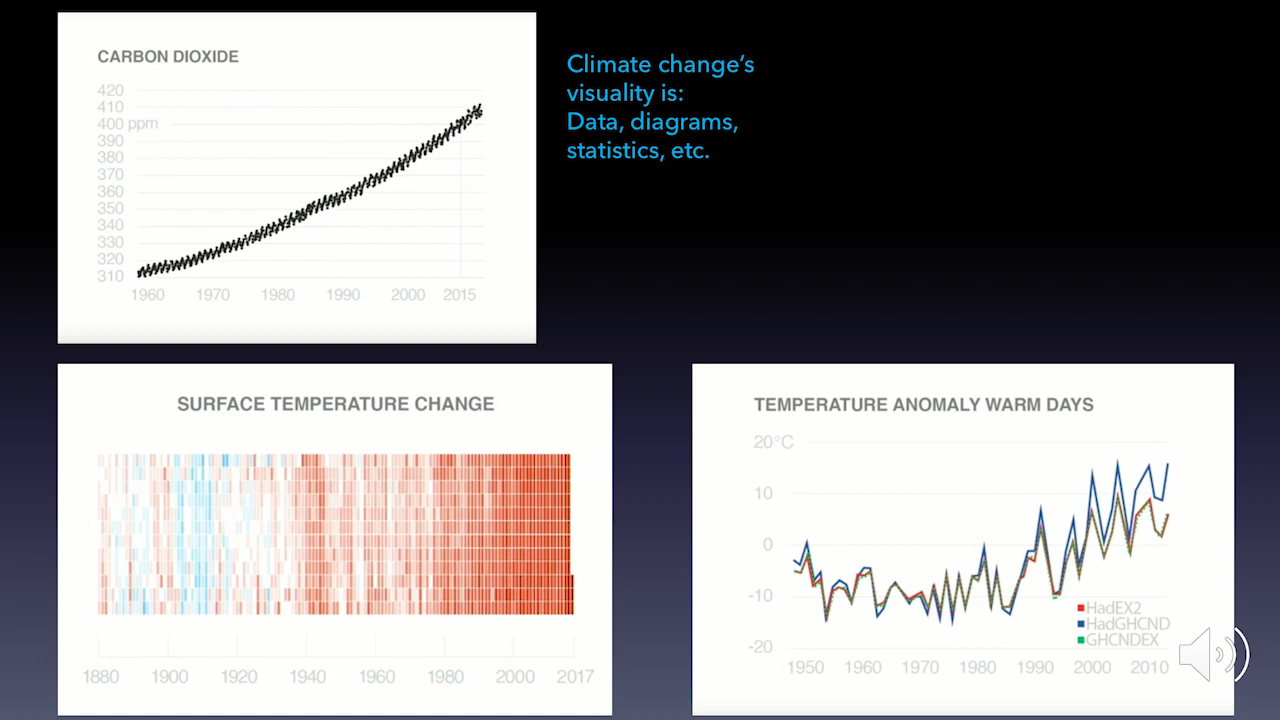 CARBON DIOXIDE
420
410
400 ppm
390
380
370
360
350
340
330
320
310
1960 1970 1980 1990 2000 2015
Climate change’s
visuality is:
Data, diagrams,
statistics, etc.
SURFACE TEMPERATURE CHANGE
1880 1900 1920 1940 1960 1980 2000 2017
TEMPERATURE ANOMALY WARM DAYS
20°C
10
0
-10
-20
HadEX2
HadGHCND
GHCNDEX
1950 1960 1970 1980 1990 2000 2010